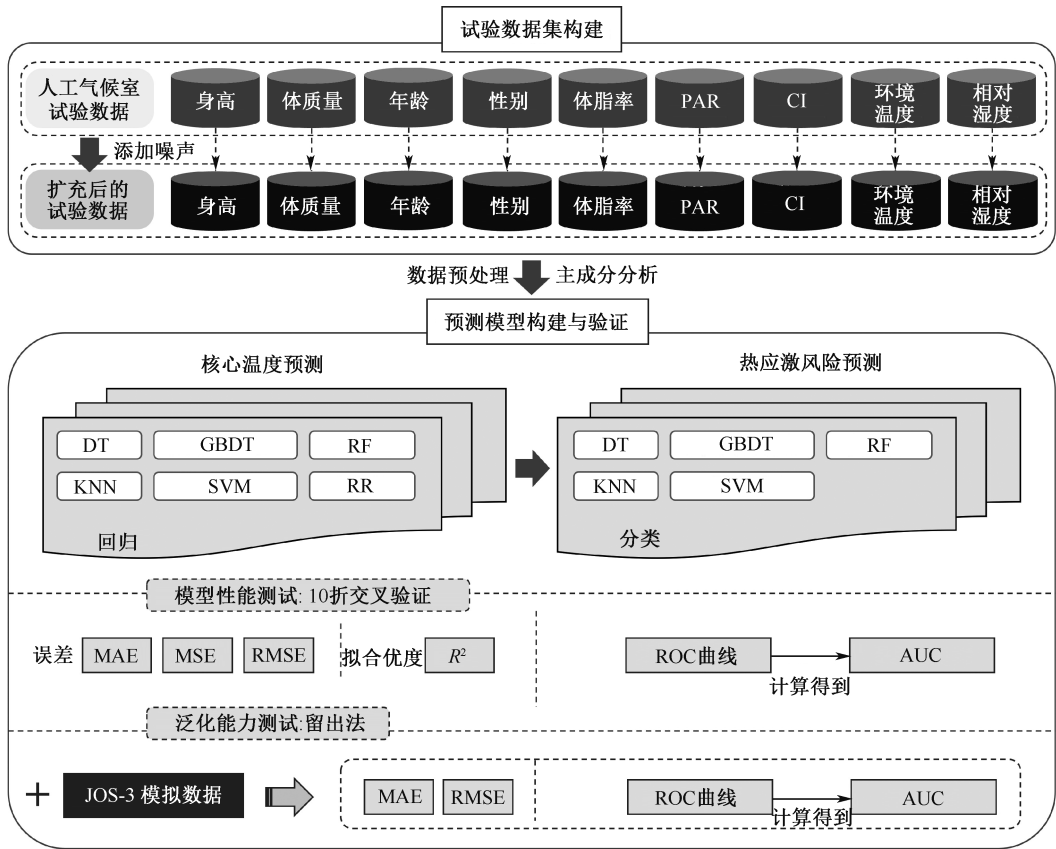 试验数据集构建
人工气候室
试验数据
身高
体质量
年龄
性别
体脂率
PAR
CI
环境
温度
相对
湿度
添加噪声
扩充后的
试验数据
身高
体质量
年龄
性别
体脂率
PAR
CI
环境
温度
相对
湿度
数据预处理
主成分分析
预测模型构建与验证
核心温度预测
热应激风险预测
DT
GBDT
RF
KNN
SVM
RR
回归
DT
GBDT
RF
KNN
SVM
分类
模型性能测试: 10折交叉验证
误差
MAE
MSE
RMSE
拟合优度
R²
ROC曲线
计算得到
AUC
泛化能力测试:留出法
+
JOS-3 模拟数据
MAE
RMSE
ROC曲线
计算得到
AUC